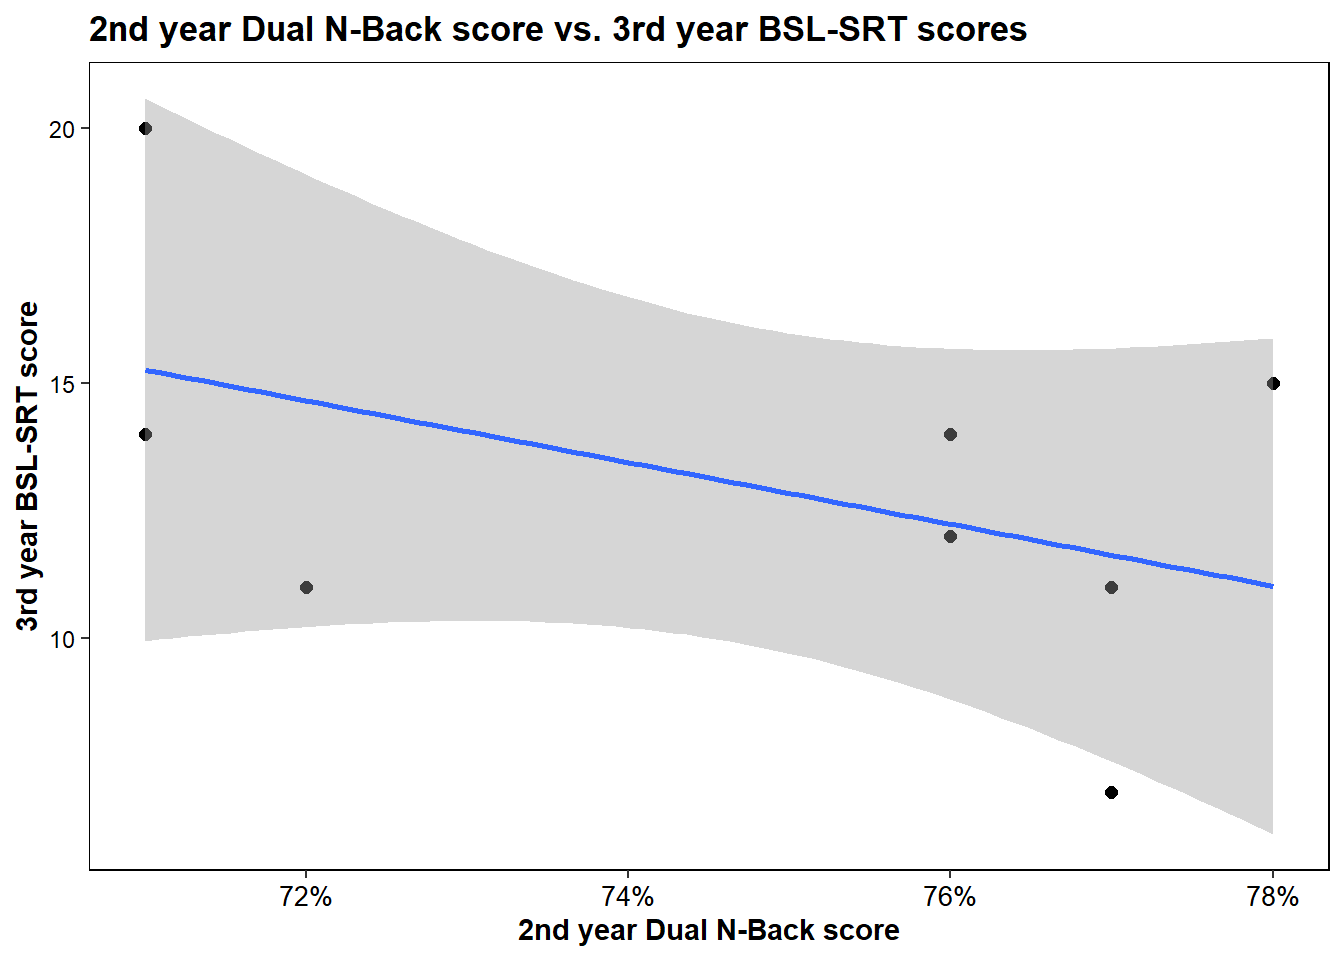 2nd year Dual N-Back score vs. 3rd year BSL-SRT scores
3rd year BSL-SRT score
20
15
10
72% 74% 76% 78%
2nd year Dual N-Back score